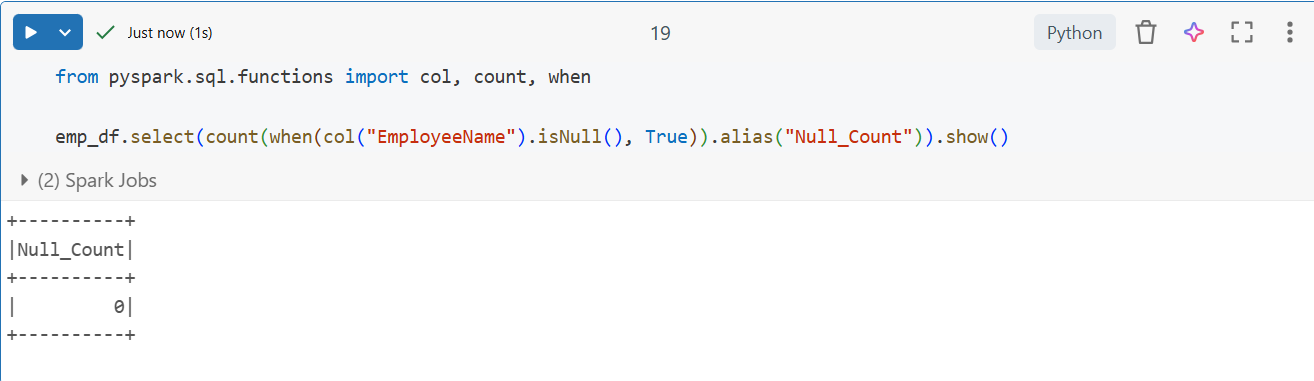 Just now (1s)
19
Python
from pyspark.sql.functions import col, count, when
emp_df.select(count(when(col("EmployeeName").isNull(), True)).alias("Null_Count")).show()
(2) Spark Jobs
+----------+
|Null_Count|
+----------+
|         0|
+----------+